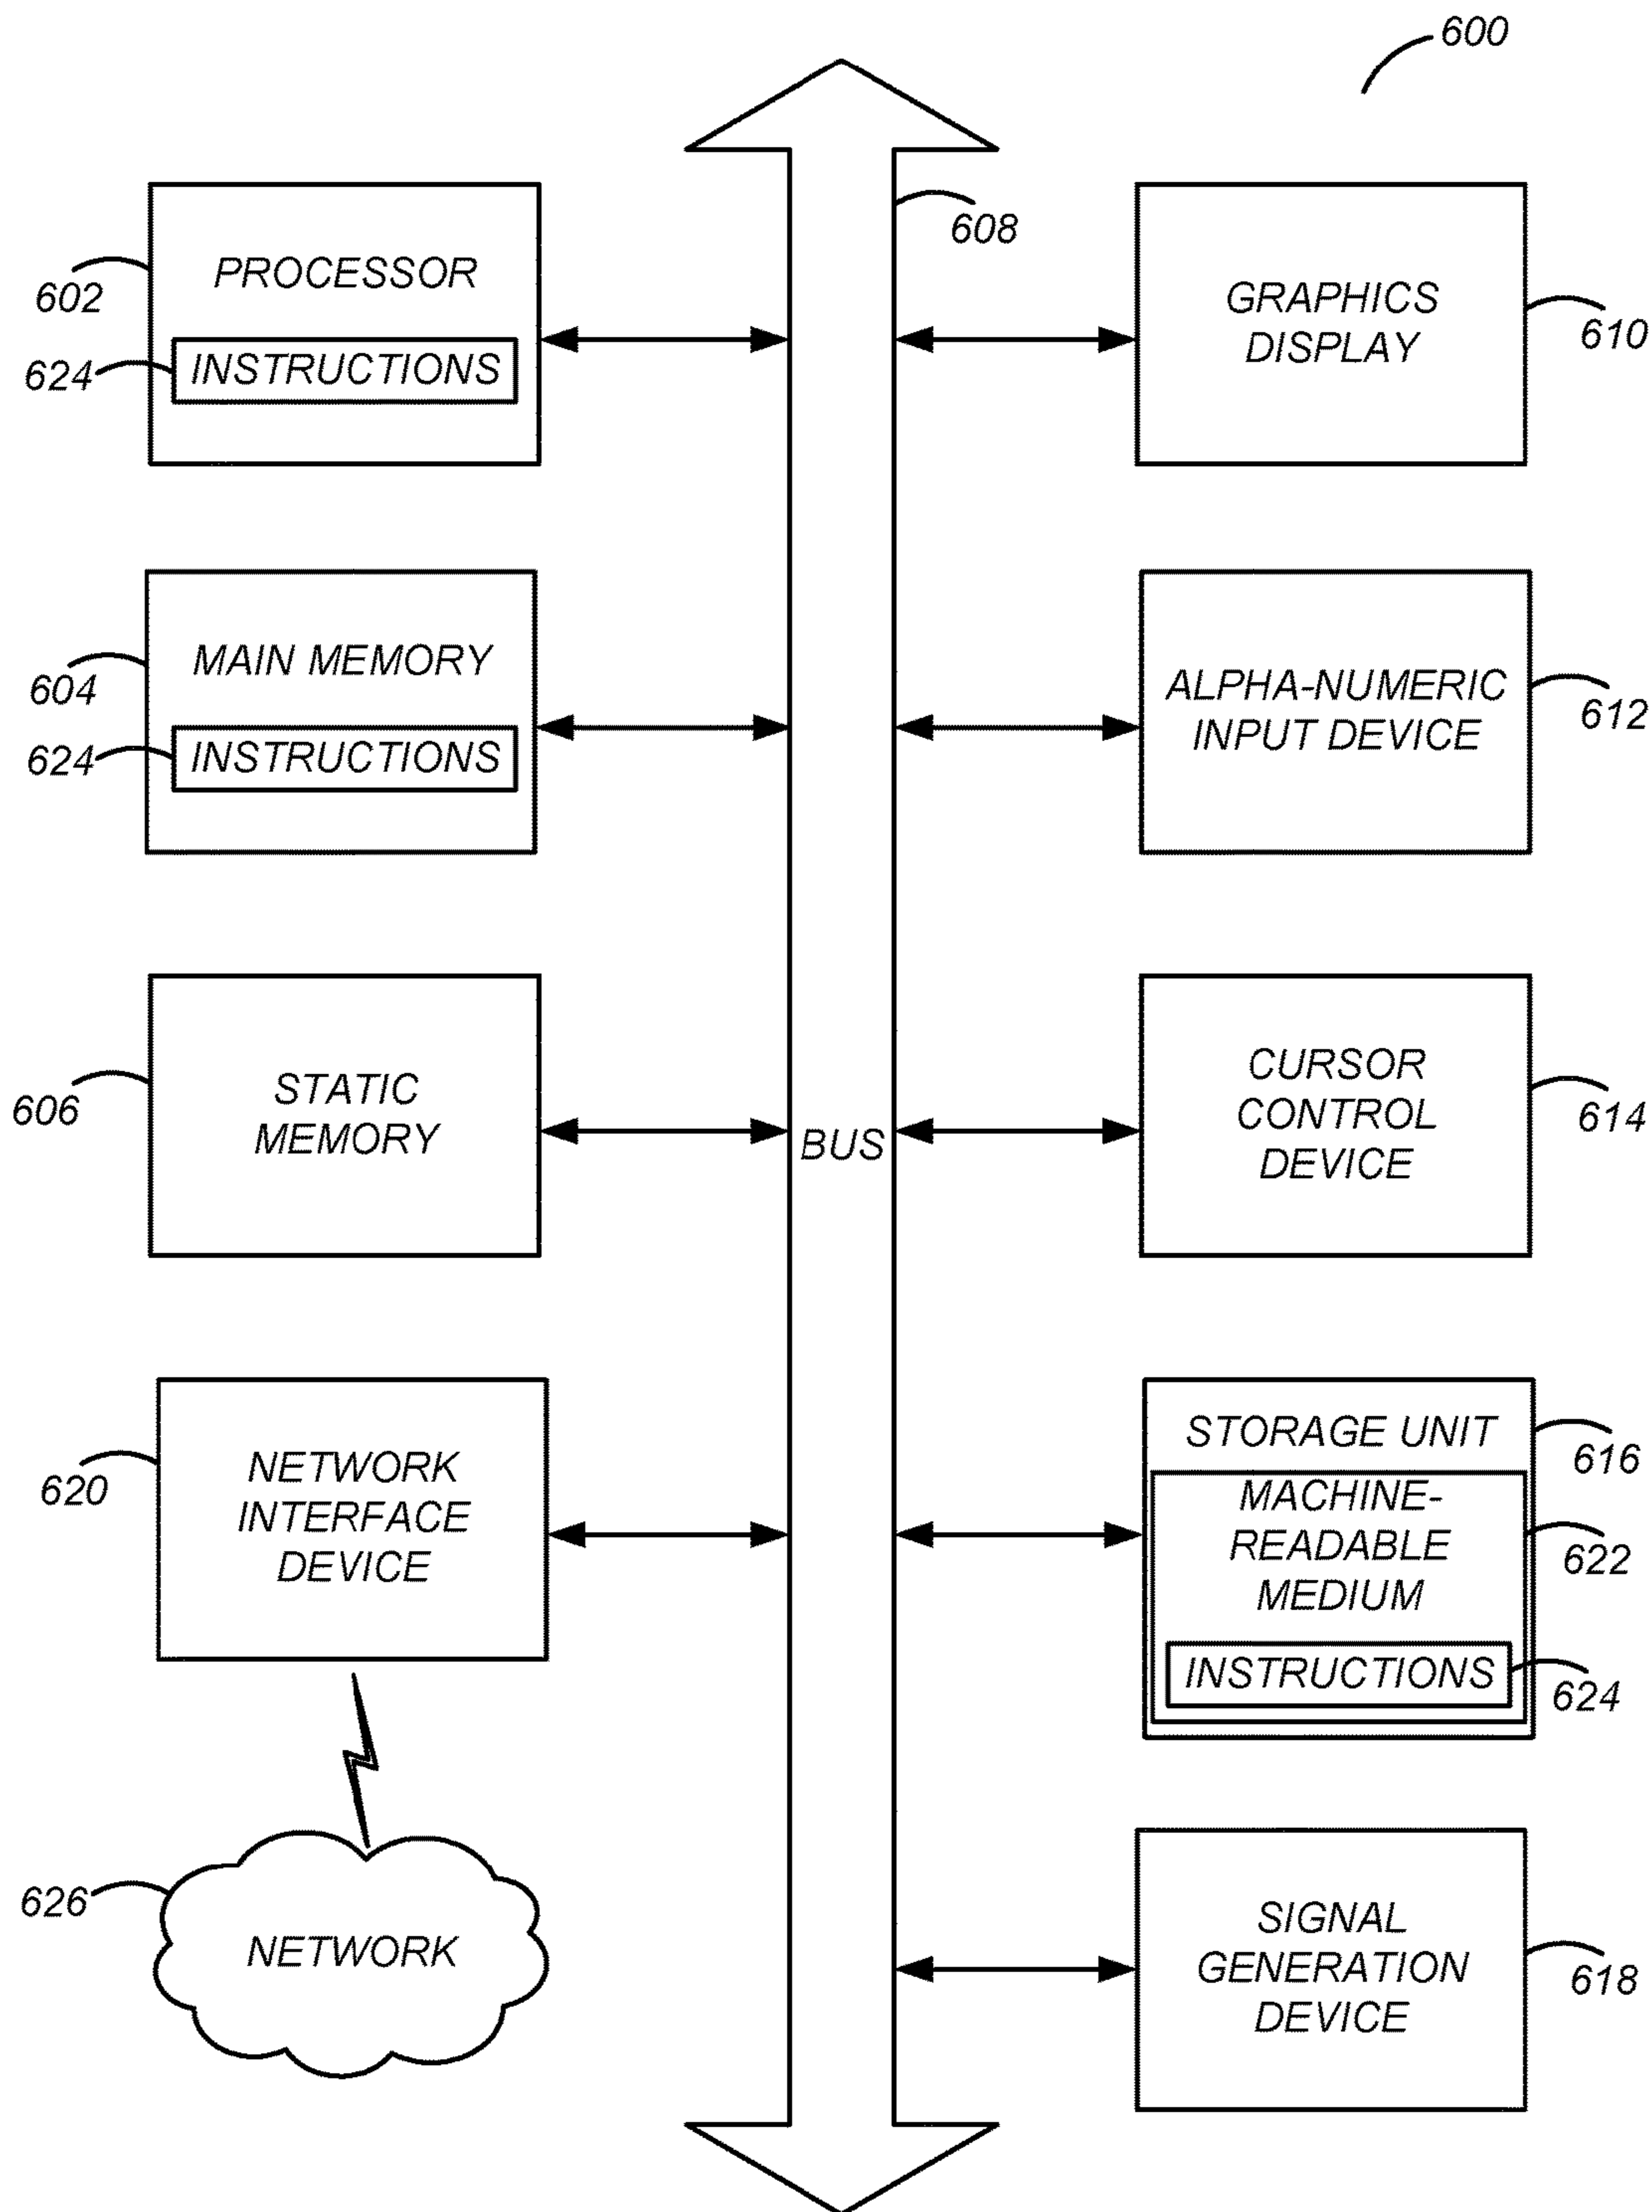 600
608
PROCESSOR
602
INSTRUCTIONS
624
GRAPHICS
DISPLAY
610
MAIN MEMORY
604
INSTRUCTIONS
624
ALPHA-NUMERIC
INPUT DEVICE
612
STATIC
MEMORY
606
BUS
CURSOR
CONTROL
DEVICE
614
NETWORK
INTERFACE
DEVICE
620
STORAGE UNIT
616
MACHINE-
READABLE
MEDIUM
622
INSTRUCTIONS
624
NETWORK
626
SIGNAL
GENERATION
DEVICE
618